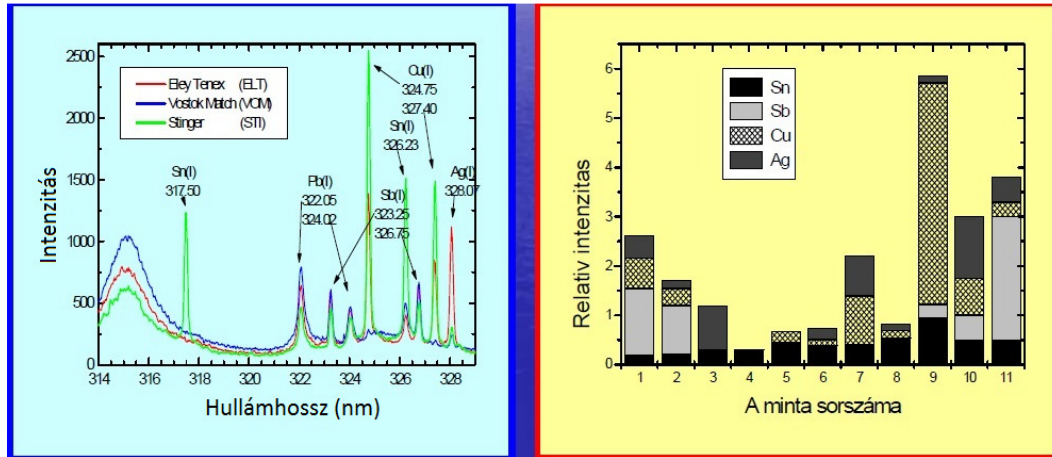 2500
2000
1500
1000
500
0
Intenzitás
Eley Tenex (ELT)
Vostok Match (VOM)
Stinger (STI)
Sn(I)
317,50
Pb(I)
322.05
324.02
Sb(I)
323.25
326.75
Cu(I)
324.75
327.40
Sn(I)
326.23
Ag(I)
328.07
314 316 318 320 322 324 326 328
Hullámhossz (nm)
6
5
4
3
2
1
0
Relativ intenzitas
Sn
Sb
Cu
Ag
1 2 3 4 5 6 7 8 9 10 11
A minta sorszáma